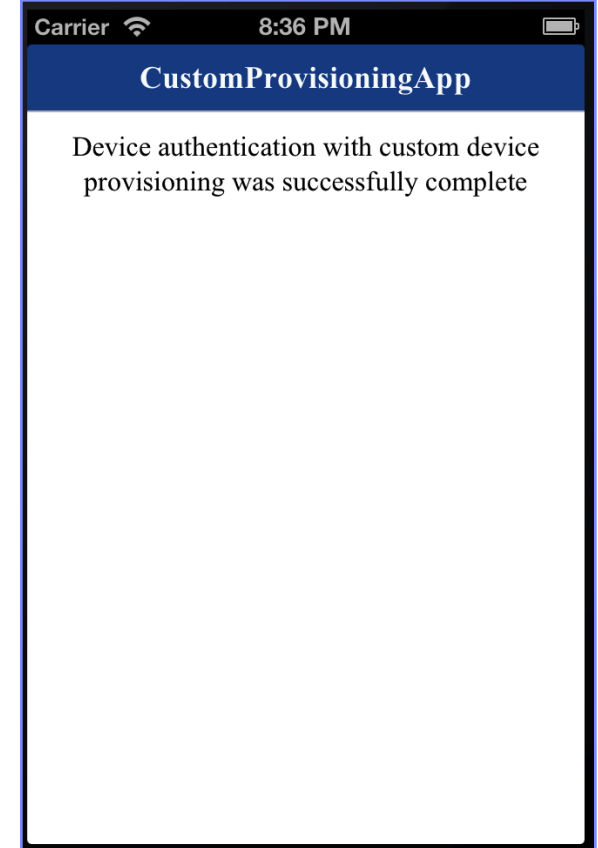 Carrier 8:36 PM
CustomProvisioningApp
Device authentication with custom device
provisioning was successfully complete